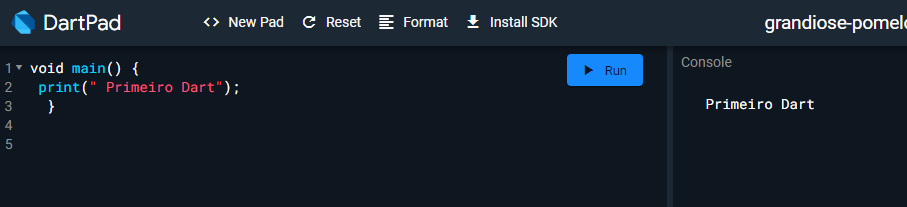 DartPad <> New Pad Reset Format Install SDK grandiose-pomelo
Run
Console
1 void main() {
2 print(" Primeiro Dart");
3 }
4
5
Primeiro Dart